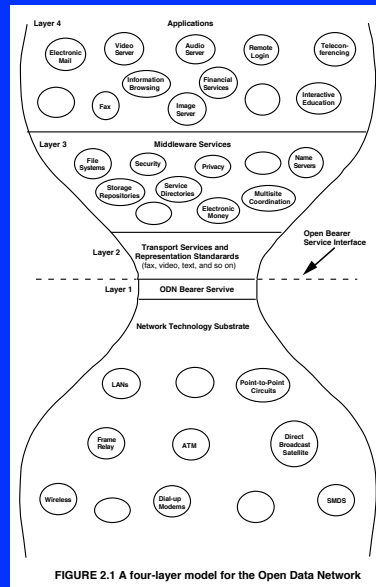 Layer 4
Applications
Electronic
Mail
Video
Server
Audio
Server
Remote
Login
Telecon-
ferencing
Information
Browsing
Financial
Services
Fax
Image
Server
Interactive
Education
Layer 3
Middleware Services
File
Systems
Security
Privacy
Name
Servers
Storage
Repositories
Service
Directories
Multisite
Coordination
Electronic
Money
Open Bearer
Service Interface
Layer 2
Transport Services and
Representation Standards
(fax, video, text, and so on)
Layer 1
ODN Bearer Servive
Network Technology Substrate
LANs
Point-to-Point
Circuits
Frame
Relay
ATM
Direct
Broadcast
Satellite
Wireless
Dial-up
Modems
SMDS
FIGURE 2.1 A four-layer model for the Open Data Network